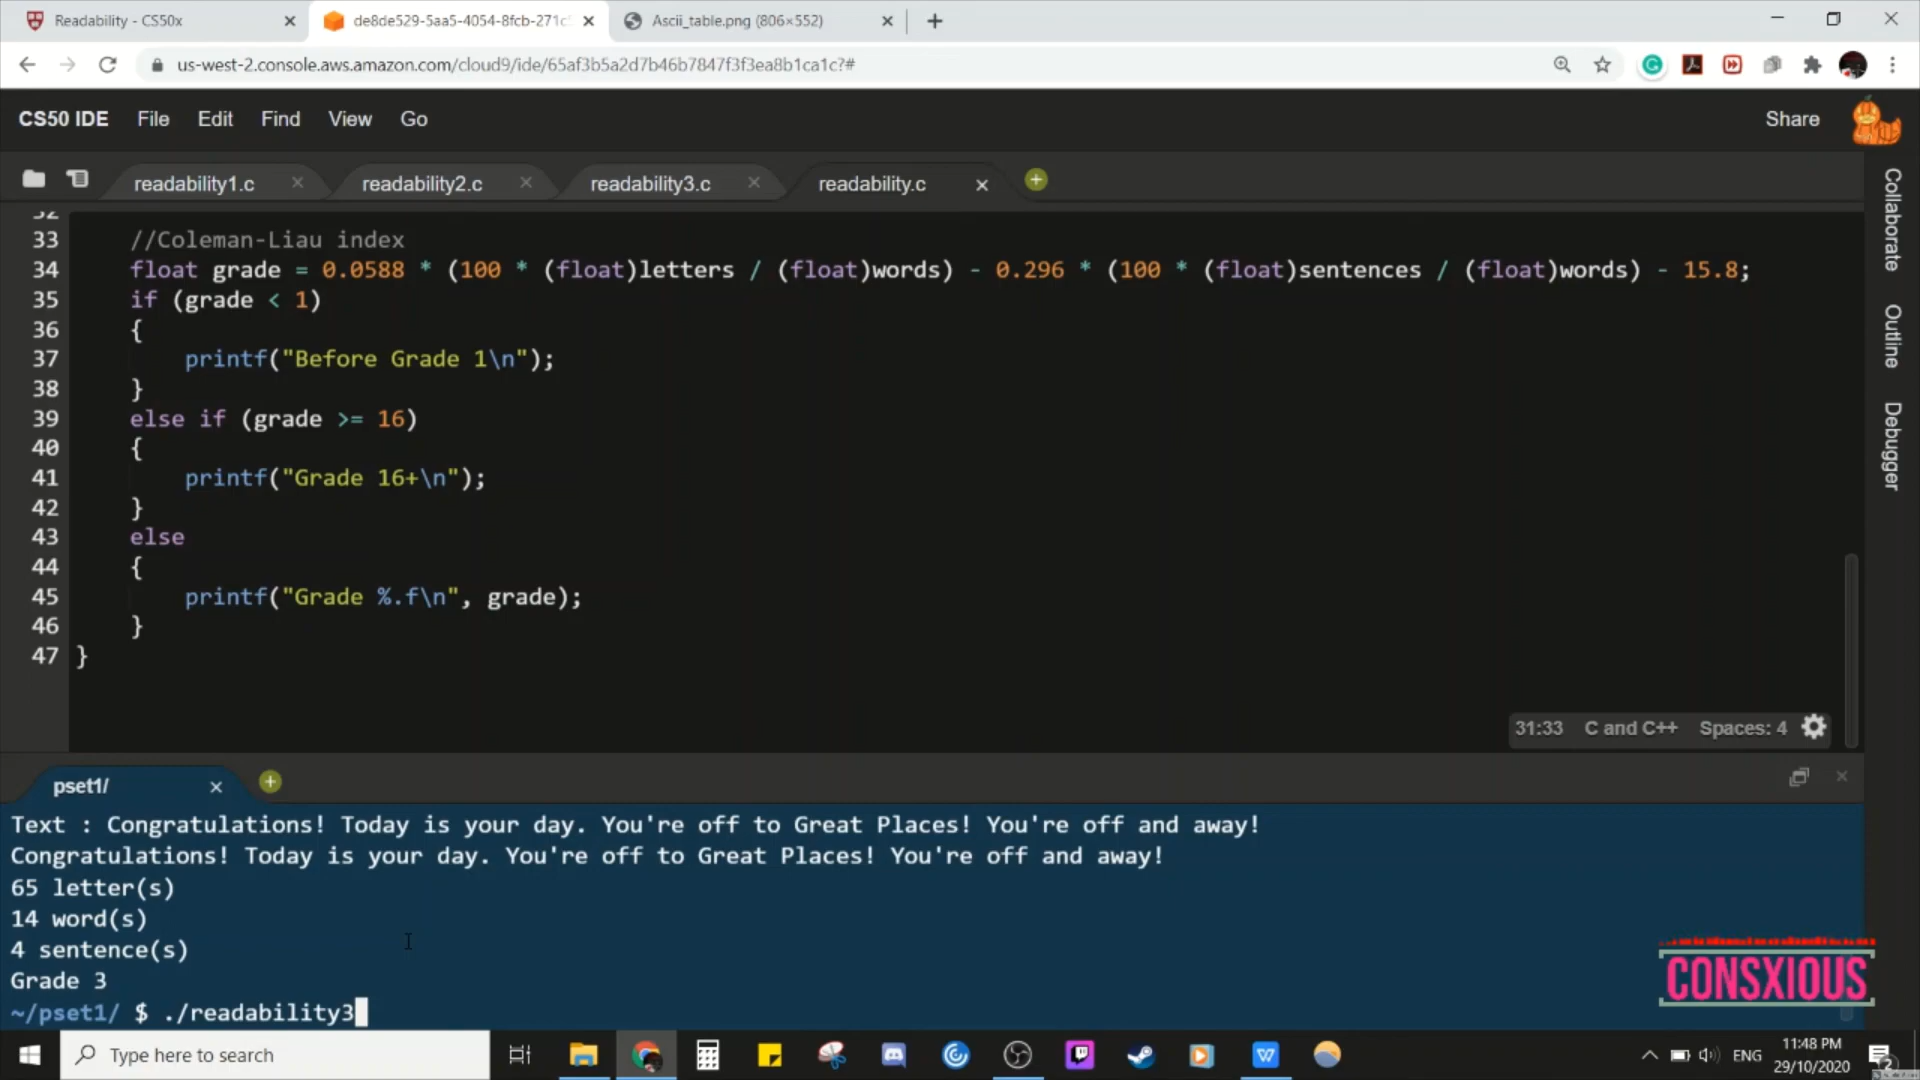 Readability - CS50x
de8de529-5aa5-4054-8fcb-271c
Ascii_table.png (806×552)
us-west-2.console.aws.amazon.com/cloud9/ide/65af3b5a2d7b46b7847f3f3ea8b1ca1c?#
CS50 IDE File Edit Find View Go Share
readability1.c readability2.c readability3.c readability.c
32
33 //Coleman-Liau index
34 float grade = 0.0588 * (100 * (float)letters / (float)words) - 0.296 * (100 * (float)sentences / (float)words) - 15.8;
35 if (grade < 1)
36 {
37 printf("Before Grade 1\n");
38 }
39 else if (grade >= 16)
40 {
41 printf("Grade 16+\n");
42 }
43 else
44 {
45 printf("Grade %.f\n", grade);
46 }
47 }
Collaborate
Outline
Debugger
31:33 C and C++ Spaces: 4
pset1/
Text : Congratulations! Today is your day. You're off to Great Places! You're off and away!
Congratulations! Today is your day. You're off to Great Places! You're off and away!
65 letter(s)
14 word(s)
4 sentence(s)
Grade 3
~/pset1/ $ ./readability3
CONSXIOUS
Type here to search
ENG
11:48 PM
29/10/2020
2